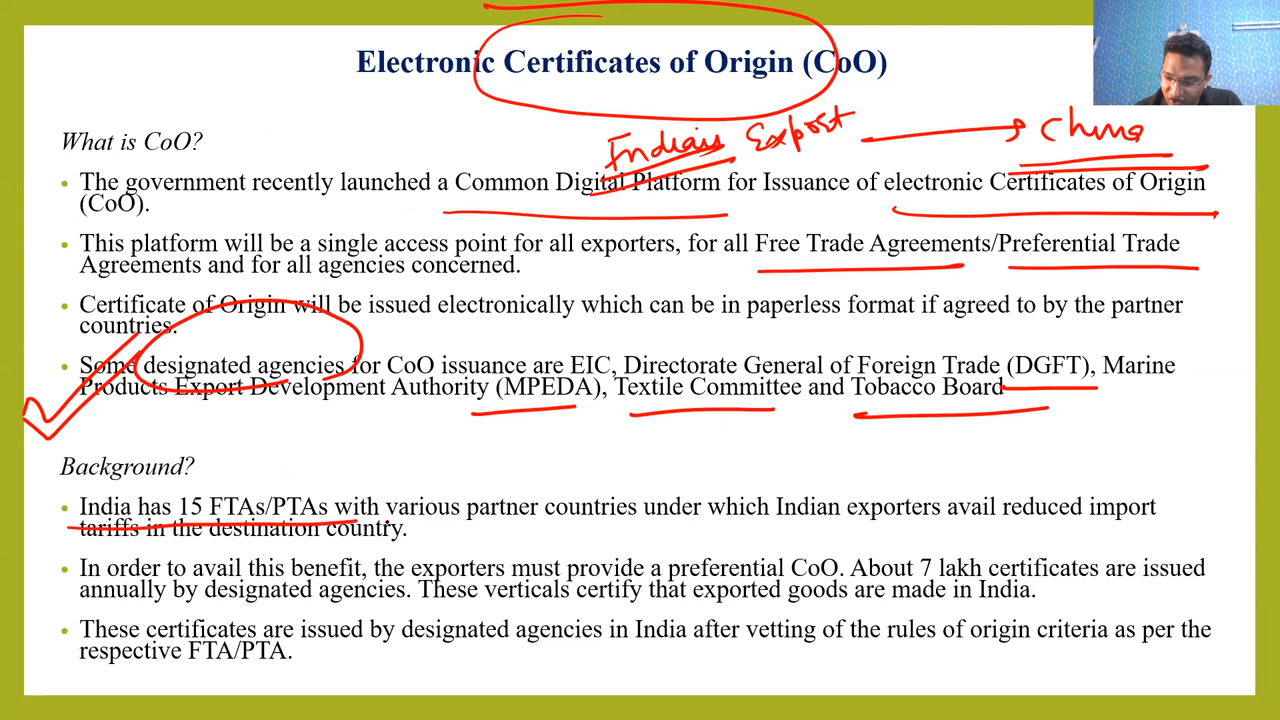 Electronic Certificates of Origin (CoO)
Indian Export → China
What is CoO?
• The government recently launched a Common Digital Platform for Issuance of electronic Certificates of Origin
(CoO).
• This platform will be a single access point for all exporters, for all Free Trade Agreements/Preferential Trade
Agreements and for all agencies concerned.
• Certificate of Origin will be issued electronically which can be in paperless format if agreed to by the partner
countries.
• Some designated agencies for CoO issuance are EIC, Directorate General of Foreign Trade (DGFT), Marine
Products Export Development Authority (MPEDA), Textile Committee and Tobacco Board
Background?
• India has 15 FTAs/PTAs with various partner countries under which Indian exporters avail reduced import
tariffs in the destination country.
• In order to avail this benefit, the exporters must provide a preferential CoO. About 7 lakh certificates are issued
annually by designated agencies. These verticals certify that exported goods are made in India.
• These certificates are issued by designated agencies in India after vetting of the rules of origin criteria as per the
respective FTA/PTA.